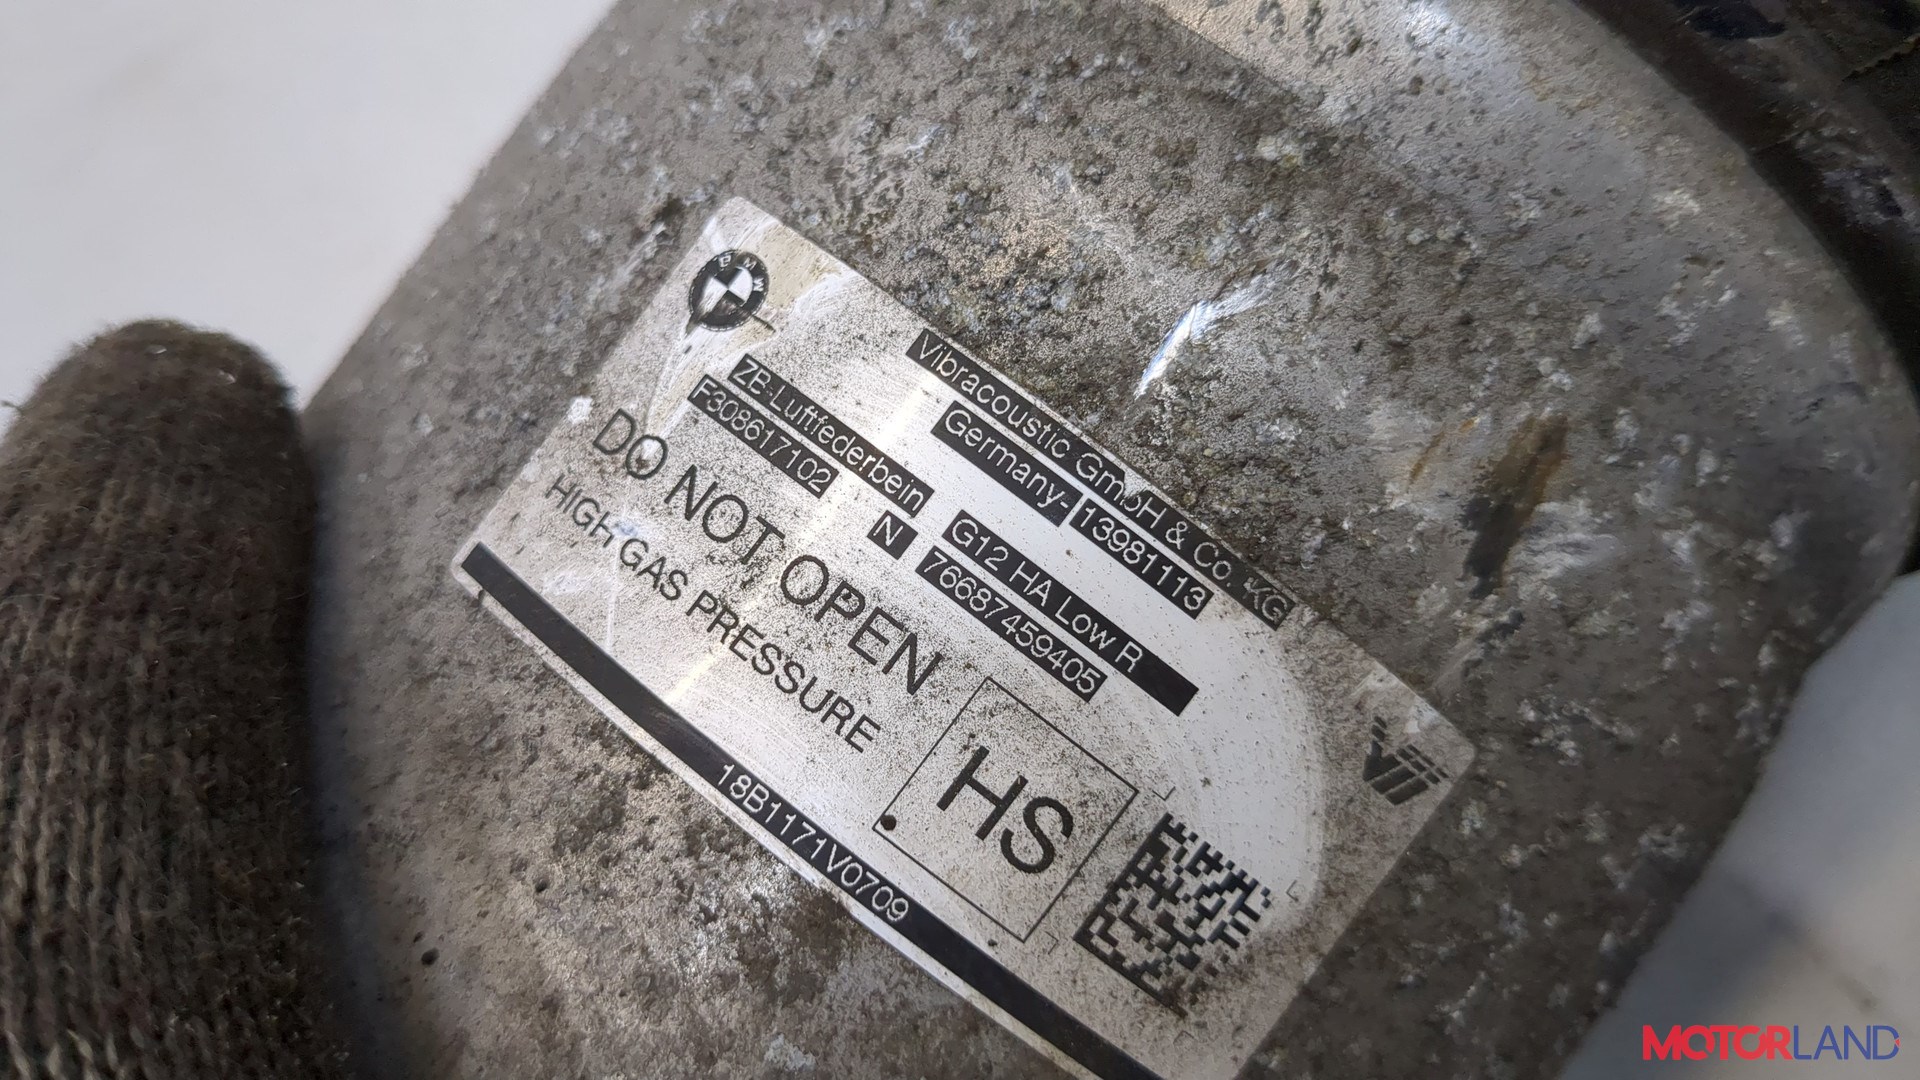 BMW
Vibracoustic GmbH & Co. KG
Germany- 13981113
ZB-Luftfederbein G12 HA Low R
F308617102 N 76687459405
DO NOT OPEN
HIGH GAS PRESSURE
HS
18B1171V0709
MOTORLAND